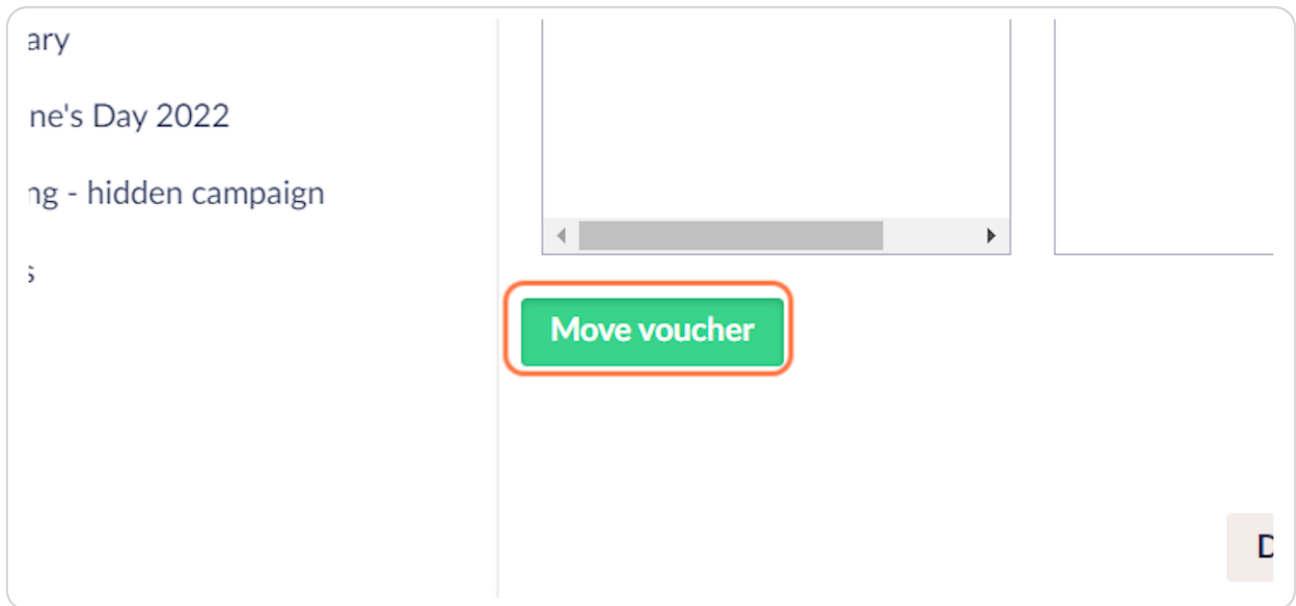 ary
ne's Day 2022
ng - hidden campaign
s
Move voucher
D